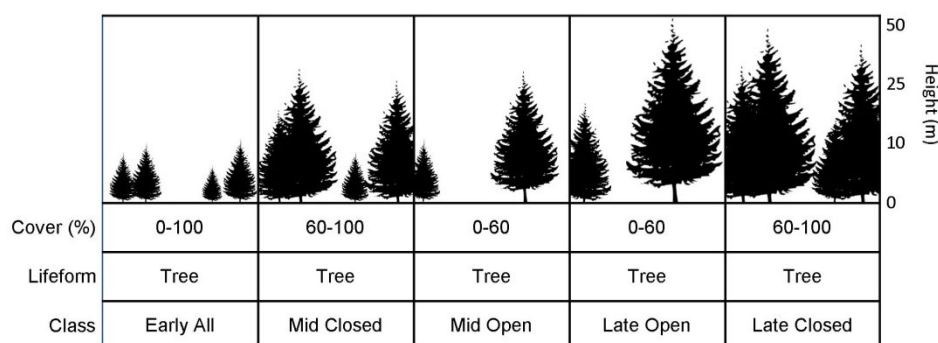 50
25
10
0
Height (m)
Cover (%) 0-100 60-100 0-60 0-60 60-100
Lifeform Tree Tree Tree Tree Tree
Class Early All Mid Closed Mid Open Late Open Late Closed